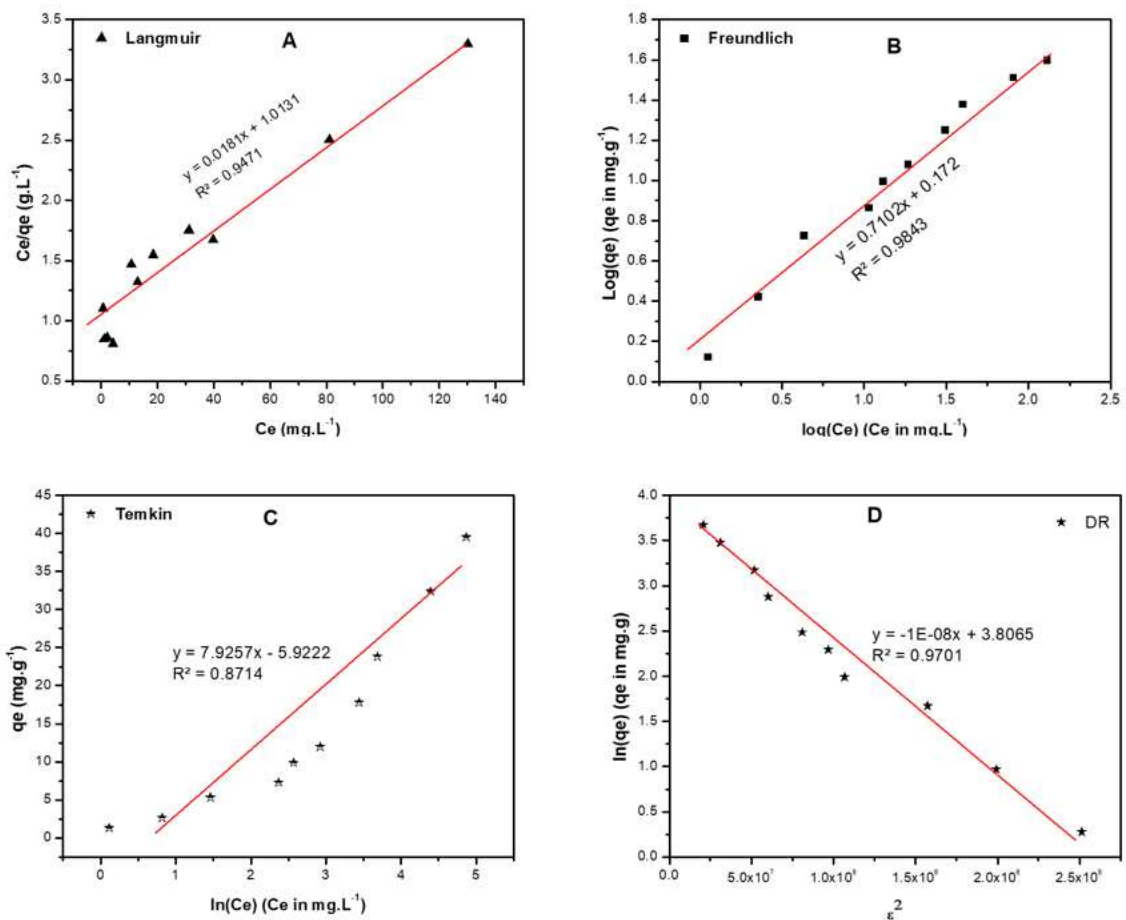 Langmuir
A
y = 0.0181x + 1.0131
R² = 0.9471
3.5
3.0
2.5
2.0
1.5
1.0
0.5
Ce/qe (g.L⁻¹)
0 20 40 60 80 100 120 140
Ce (mg.L⁻¹)
Freundlich
B
y = 0.7102x + 0.172
R² = 0.9843
1.8
1.6
1.4
1.2
1.0
0.8
0.6
0.4
0.2
0.0
Log(qe) (qe in mg.g⁻¹)
0.0 0.5 1.0 1.5 2.0 2.5
log(Ce) (Ce in mg.L⁻¹)
Temkin
C
y = 7.9257x - 5.9222
R² = 0.8714
45
40
35
30
25
20
15
10
5
0
qe (mg.g⁻¹)
0 1 2 3 4 5
ln(Ce) (Ce in mg.L⁻¹)
D
DR
y = -1E-08x + 3.8065
R² = 0.9701
4.0
3.5
3.0
2.5
2.0
1.5
1.0
0.5
0.0
ln(qe) (qe in mg.g)
5.0x10⁷ 1.0x10⁸ 1.5x10⁸ 2.0x10⁸ 2.5x10⁸
ε²